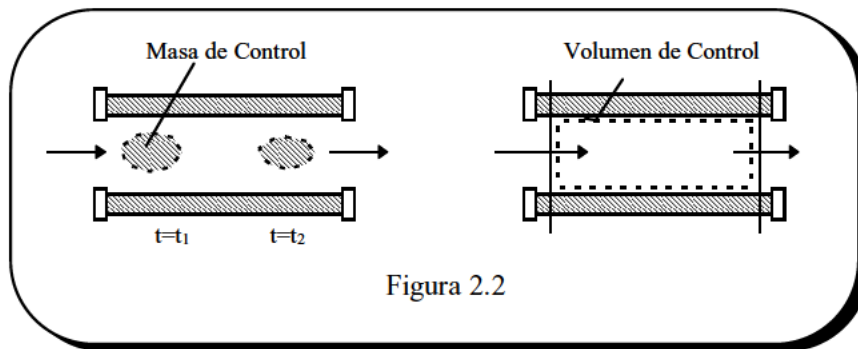 Masa de Control
Volumen de Control
t=t₁
t=t₂
Figura 2.2